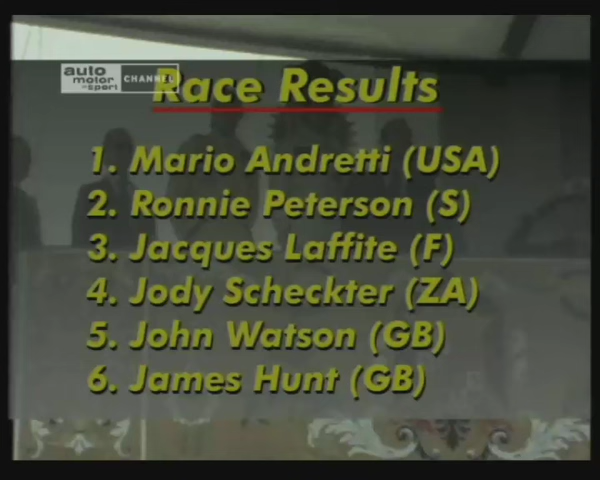 auto motor und sport CHANNEL
Race Results
1. Mario Andretti (USA)
2. Ronnie Peterson (S)
3. Jacques Laffite (F)
4. Jody Scheckter (ZA)
5. John Watson (GB)
6. James Hunt (GB)